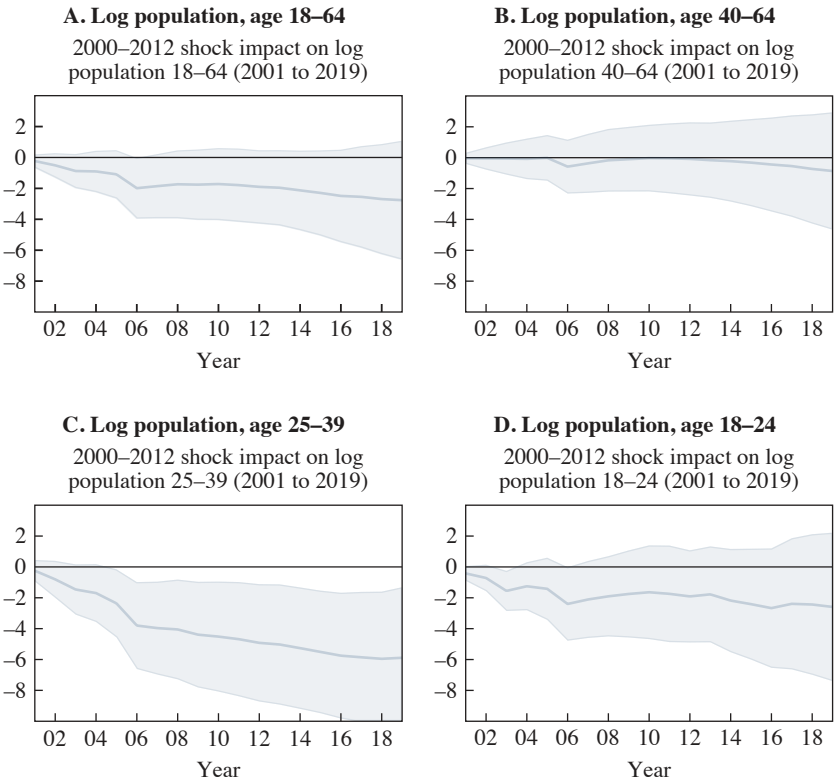 A. Log population, age 18–64
2000–2012 shock impact on log
population 18–64 (2001 to 2019)
2
0
–2
–4
–6
–8
02 04 06 08 10 12 14 16 18
Year
B. Log population, age 40–64
2000–2012 shock impact on log
population 40–64 (2001 to 2019)
2
0
–2
–4
–6
–8
02 04 06 08 10 12 14 16 18
Year
C. Log population, age 25–39
2000–2012 shock impact on log
population 25–39 (2001 to 2019)
2
0
–2
–4
–6
–8
02 04 06 08 10 12 14 16 18
Year
D. Log population, age 18–24
2000–2012 shock impact on log
population 18–24 (2001 to 2019)
2
0
–2
–4
–6
–8
02 04 06 08 10 12 14 16 18
Year